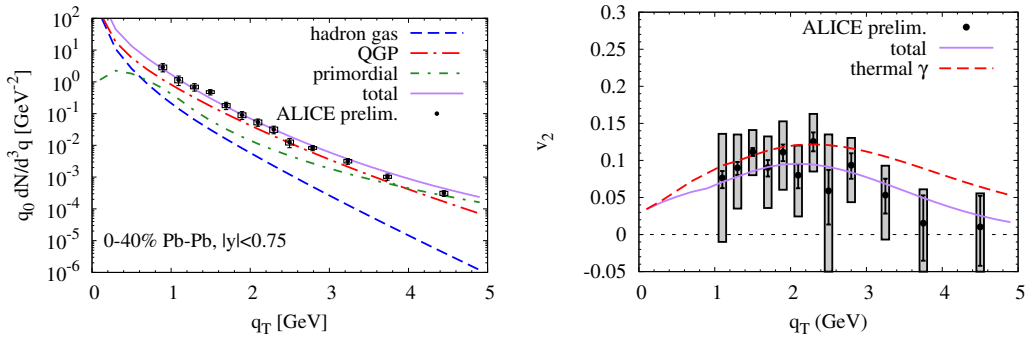 q₀ dN/d³q [GeV⁻²]
10²
10¹
10⁰
10⁻¹
10⁻²
10⁻³
10⁻⁴
10⁻⁵
10⁻⁶
hadron gas
QGP
primordial
total
ALICE prelim.
0-40% Pb-Pb, |y|<0.75
0 1 2 3 4 5
q_T [GeV]
v₂
0.3
0.25
0.2
0.15
0.1
0.05
0
-0.05
ALICE prelim.
total
thermal γ
0 1 2 3 4 5
q_T (GeV)